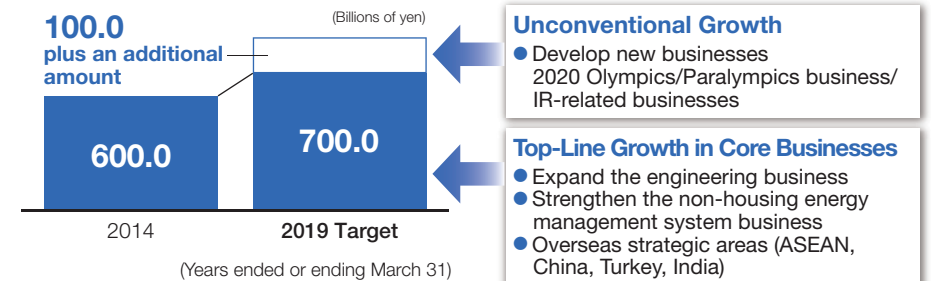 (Billions of yen)
100.0
plus an additional
amount
600.0
700.0
2014
2019 Target
(Years ended or ending March 31)
Unconventional Growth
● Develop new businesses
2020 Olympics/Paralympics business/
IR-related businesses
Top-Line Growth in Core Businesses
● Expand the engineering business
● Strengthen the non-housing energy
management system business
● Overseas strategic areas (ASEAN,
China, Turkey, India)